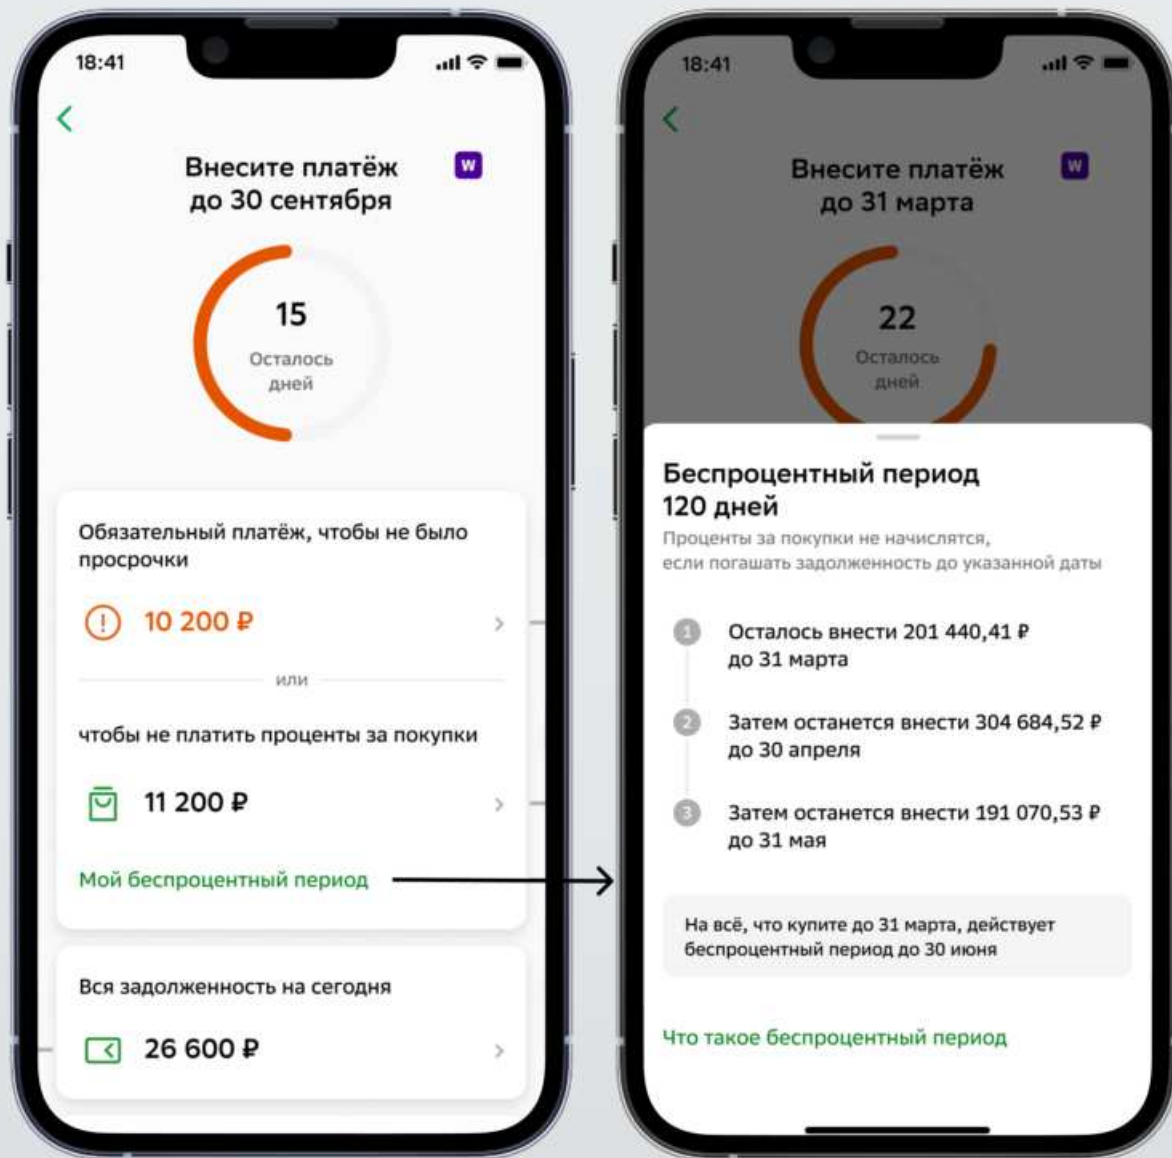 18:41
W
Внесите платёж
до 30 сентября
15
Осталось
дней
Обязательный платёж, чтобы не было
просрочки
! 10 200 ₽
или
чтобы не платить проценты за покупки
11 200 ₽
Мой беспроцентный период
Вся задолженность на сегодня
26 600 ₽
18:41
W
Внесите платёж
до 31 марта
22
Осталось
дней
Беспроцентный период
120 дней
Проценты за покупки не начислятся,
если погашать задолженность до указанной даты
1 Осталось внести 201 440,41 ₽
до 31 марта
2 Затем останется внести 304 684,52 ₽
до 30 апреля
3 Затем останется внести 191 070,53 ₽
до 31 мая
На всё, что купите до 31 марта, действует
беспроцентный период до 30 июня
Что такое беспроцентный период